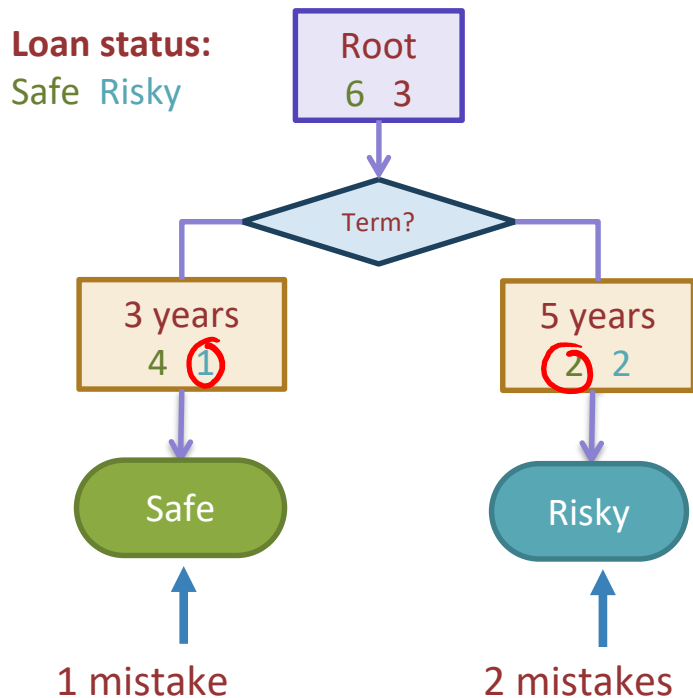 Loan status:
Safe Risky
Root
6 3
Term?
3 years
4 1
5 years
2 2
Safe
Risky
1 mistake
2 mistakes